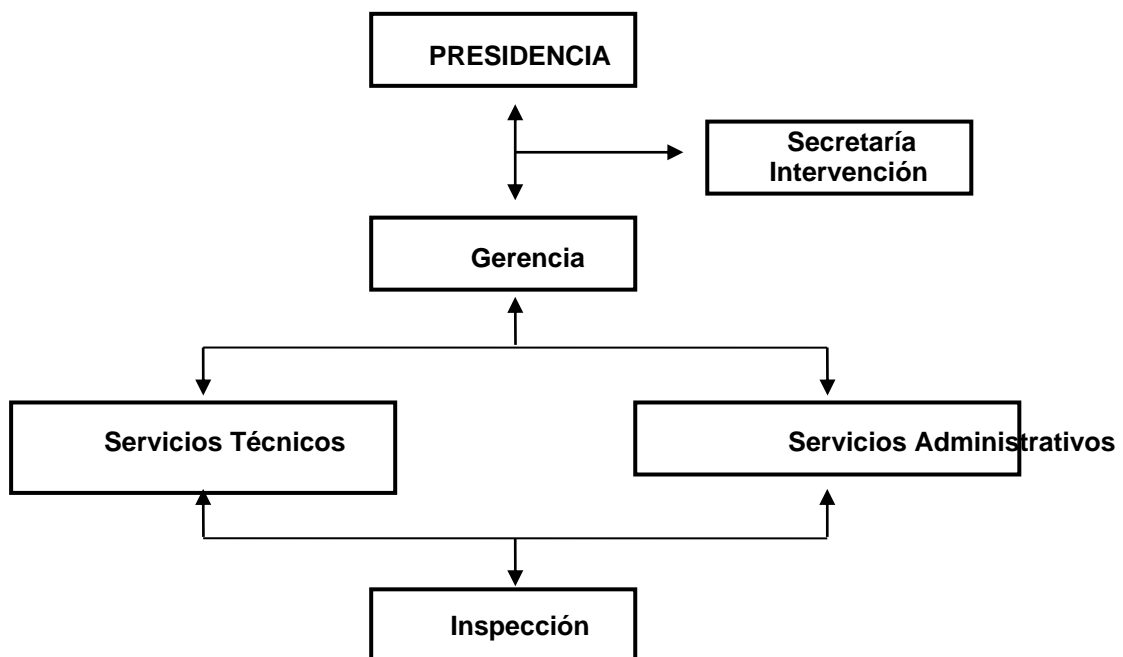 PRESIDENCIA
Secretaría
Intervención
Gerencia
Servicios Técnicos
Servicios Administrativos
Inspección